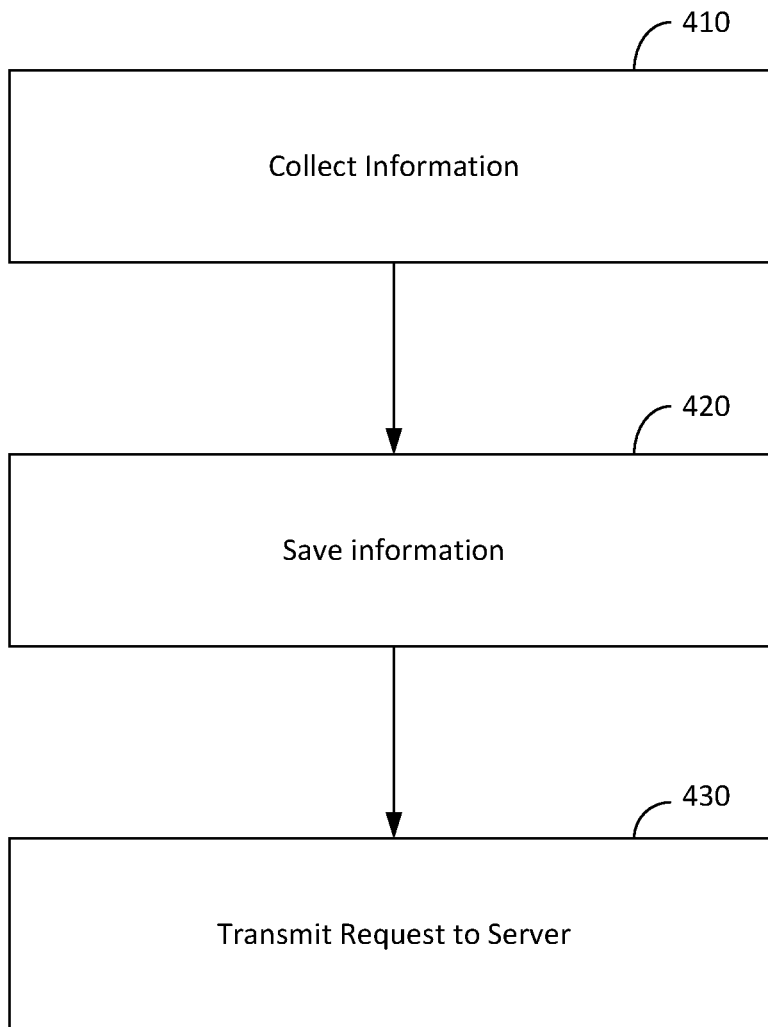 410
Collect Information
420
Save information
430
Transmit Request to Server